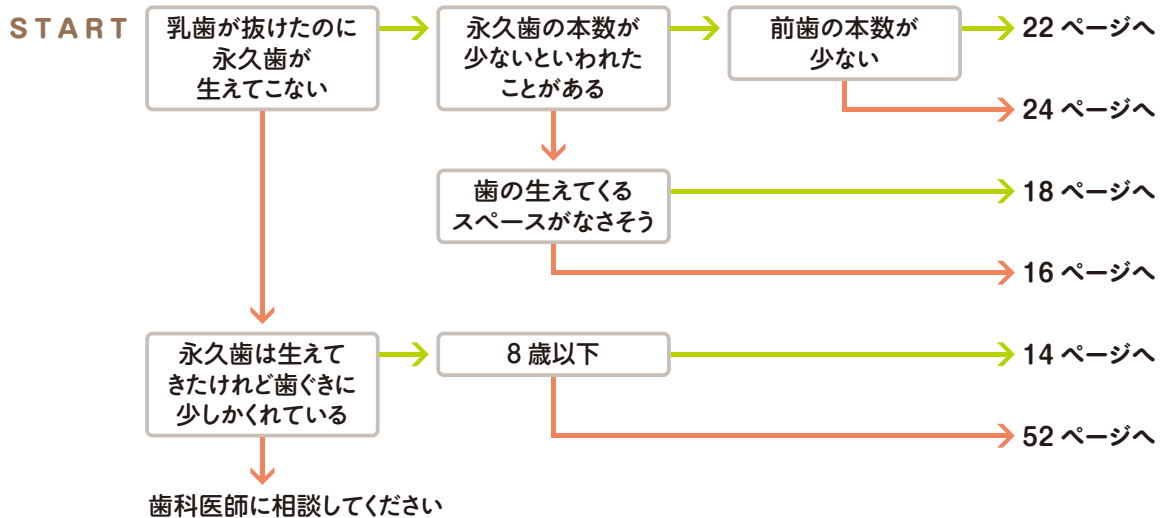 START
乳歯が抜けたのに
永久歯が
生えてこない
永久歯の本数が
少ないといわれた
ことがある
前歯の本数が
少ない
22 ページへ
24 ページへ
歯の生えてくる
スペースがなさそう
18 ページへ
16 ページへ
永久歯は生えて
きたけれど歯ぐきに
少しかくれている
8 歳以下
14 ページへ
52 ページへ
歯科医師に相談してください